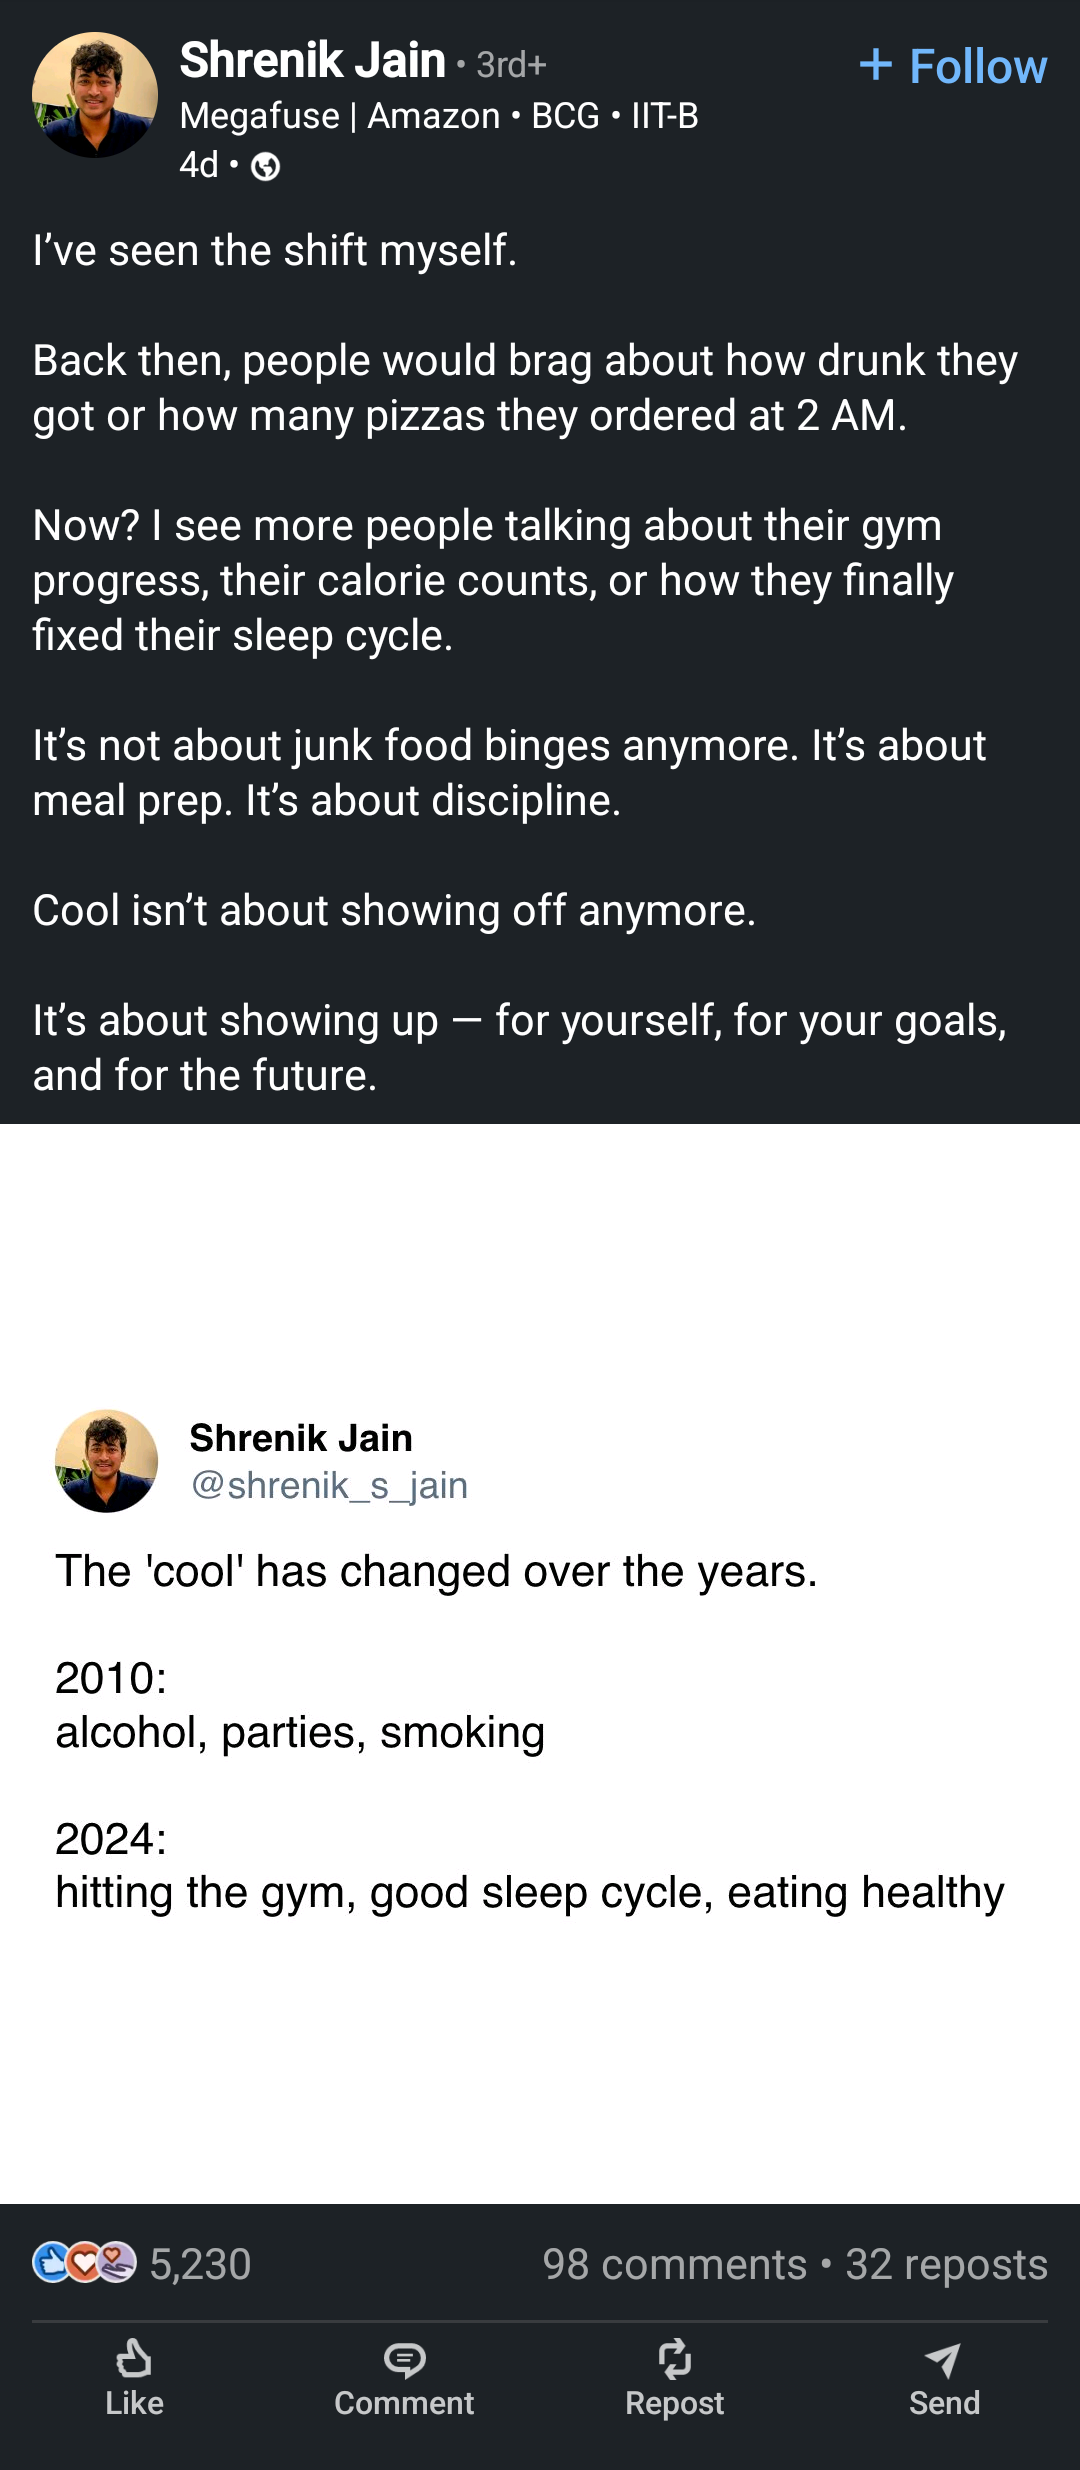 Shrenik Jain • 3rd+
+ Follow
Megafuse | Amazon • BCG • IIT-B
4d •
I’ve seen the shift myself.
Back then, people would brag about how drunk they
got or how many pizzas they ordered at 2 AM.
Now? I see more people talking about their gym
progress, their calorie counts, or how they finally
fixed their sleep cycle.
It’s not about junk food binges anymore. It’s about
meal prep. It’s about discipline.
Cool isn’t about showing off anymore.
It’s about showing up — for yourself, for your goals,
and for the future.
Shrenik Jain
@shrenik_s_jain
The 'cool' has changed over the years.
2010:
alcohol, parties, smoking
2024:
hitting the gym, good sleep cycle, eating healthy
5,230
98 comments • 32 reposts
Like
Comment
Repost
Send